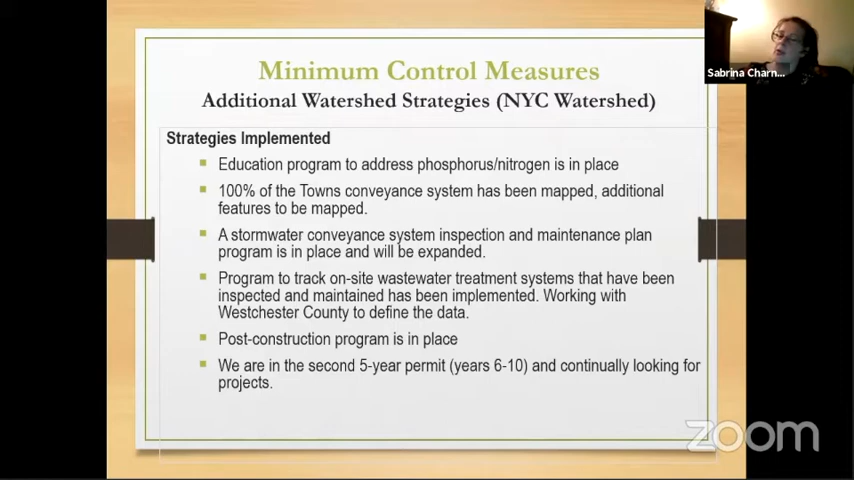 Minimum Control Measures
Additional Watershed Strategies (NYC Watershed)
Strategies Implemented
Education program to address phosphorus/nitrogen is in place
100% of the Towns conveyance system has been mapped, additional
features to be mapped.
A stormwater conveyance system inspection and maintenance plan
program is in place and will be expanded.
Program to track on-site wastewater treatment systems that have been
inspected and maintained has been implemented. Working with
Westchester County to define the data.
Post-construction program is in place
We are in the second 5-year permit (years 6-10) and continually looking for
projects.
Sabrina Charn...
zoom